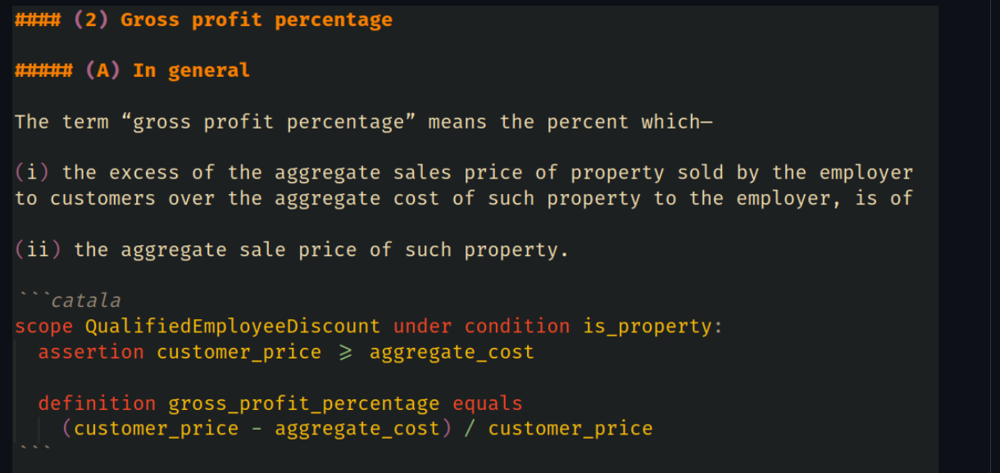 #### (2) Gross profit percentage
##### (A) In general
The term “gross profit percentage” means the percent which—
(i) the excess of the aggregate sales price of property sold by the employer
to customers over the aggregate cost of such property to the employer, is of
(ii) the aggregate sale price of such property.
```catala
scope QualifiedEmployeeDiscount under condition is_property:
assertion customer_price ⩾ aggregate_cost
definition gross_profit_percentage equals
(customer_price - aggregate_cost) / customer_price
```